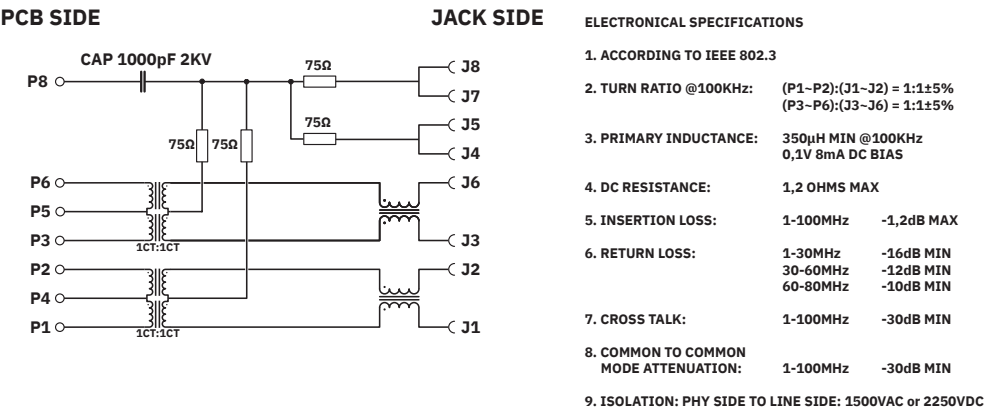 PCB SIDE
JACK SIDE
CAP 1000pF 2KV
P8
75Ω
J8
J7
75Ω
J5
J4
75Ω 75Ω
P6
J6
P5
P3
J3
1CT:1CT
P2
J2
P4
P1
J1
1CT:1CT
ELECTRONICAL SPECIFICATIONS
1. ACCORDING TO IEEE 802.3
2. TURN RATIO @100KHz: (P1~P2):(J1~J2) = 1:1±5%
(P3~P6):(J3~J6) = 1:1±5%
3. PRIMARY INDUCTANCE: 350µH MIN @100KHz
0,1V 8mA DC BIAS
4. DC RESISTANCE: 1,2 OHMS MAX
5. INSERTION LOSS: 1-100MHz -1,2dB MAX
6. RETURN LOSS: 1-30MHz -16dB MIN
30-60MHz -12dB MIN
60-80MHz -10dB MIN
7. CROSS TALK: 1-100MHz -30dB MIN
8. COMMON TO COMMON
MODE ATTENUATION: 1-100MHz -30dB MIN
9. ISOLATION: PHY SIDE TO LINE SIDE: 1500VAC or 2250VDC